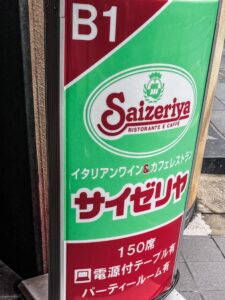 B1
Saizeriya
RISTORANTE E CAFFÈ
イタリアンワイン&カフェレストラン
サイゼリヤ
150席
電源付テーブル有
パーティールーム有